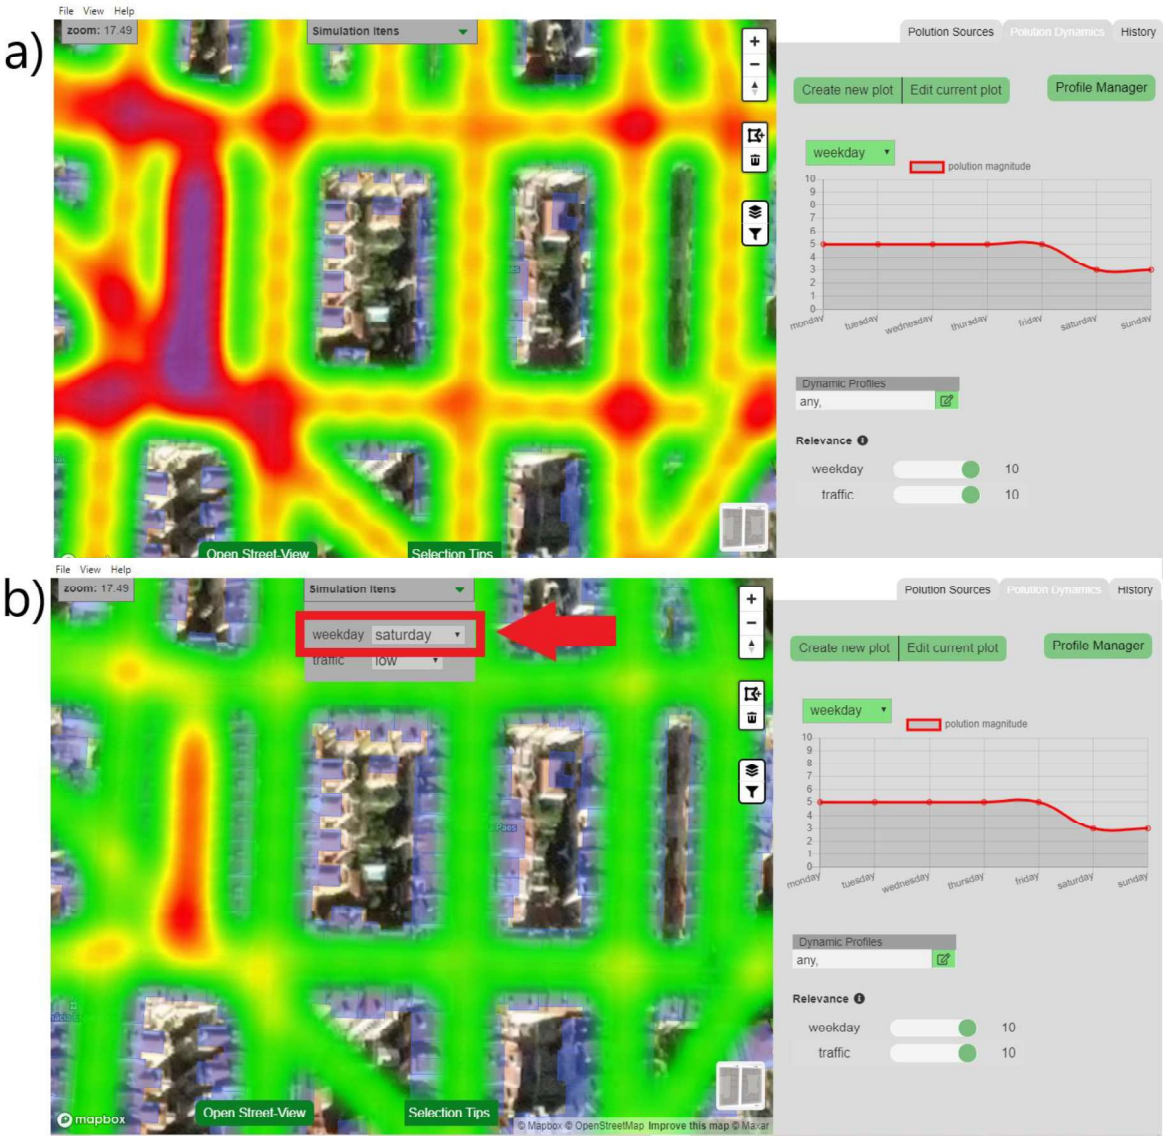 a)
File View Help
zoom: 17.49
Simulation Itens
+
−
Polution Sources Polution Dynamics History
Create new plot Edit current plot Profile Manager
weekday
polution magnitude
10
9
8
7
6
5
4
3
2
1
0
monday tuesday wednesday thursday friday saturday sunday
Dynamic Profiles
any,
Relevance
weekday 10
traffic 10
Open Street-View Selection Tips
b)
File View Help
zoom: 17.49
Simulation Itens
weekday saturday
traffic low
+
−
Polution Sources Polution Dynamics History
Create new plot Edit current plot Profile Manager
weekday
polution magnitude
10
9
8
7
6
5
4
3
2
1
0
monday tuesday wednesday thursday friday saturday sunday
Dynamic Profiles
any,
Relevance
weekday 10
traffic 10
Open Street-View Selection Tips
mapbox
© Mapbox © OpenStreetMap Improve this map © Maxar